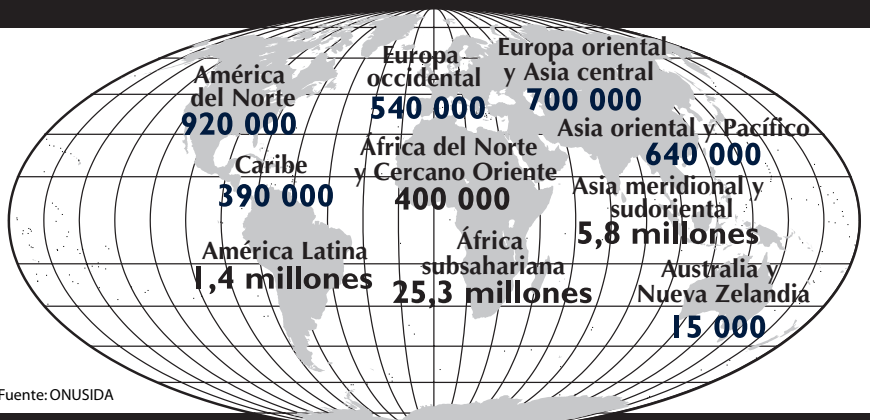 América
del Norte
920 000
Europa
occidental
540 000
Europa oriental
y Asia central
700 000
Asia oriental y Pacífico
640 000
Caribe
390 000
África del Norte
y Cercano Oriente
400 000
Asia meridional y
sudoriental
5,8 millones
América Latina
1,4 millones
África
subsahariana
25,3 millones
Australia y
Nueva Zelandia
15 000
Fuente: ONUSIDA